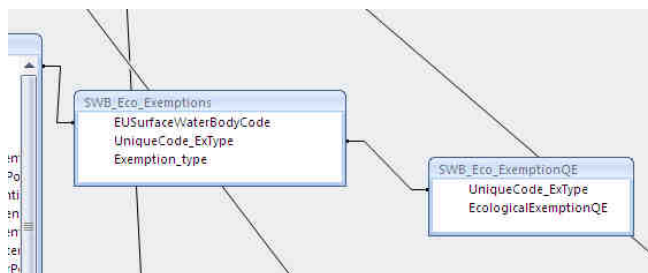 SWB_Eco_Exemptions
EUSurfaceWaterBodyCode
UniqueCode_ExType
Exemption_type
SWB_Eco_ExemptionQE
UniqueCode_ExType
EcologicalExemptionQE